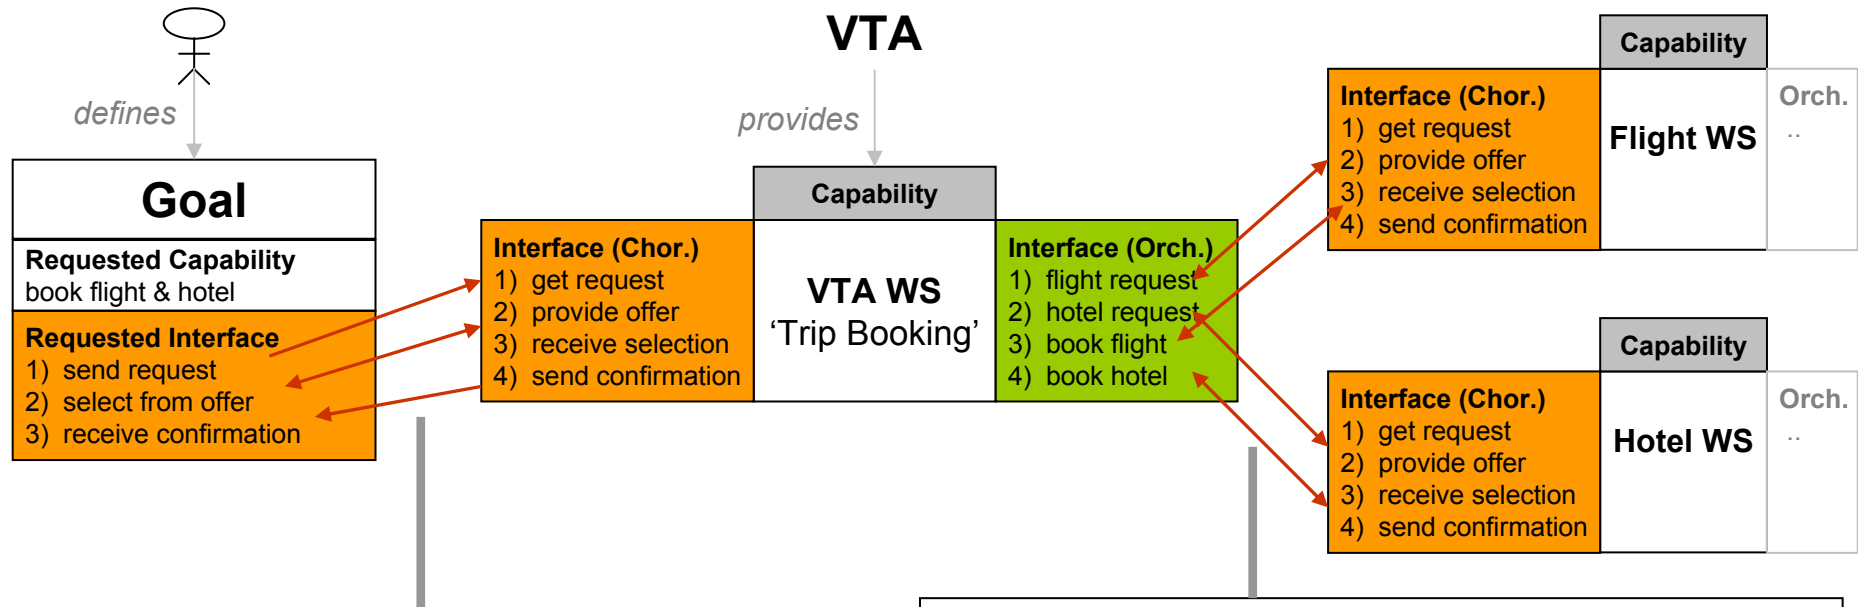 VTA
defines
provides
Goal
Requested Capability
book flight & hotel
Requested Interface
1) send request
2) select from offer
3) receive confirmation
Interface (Chor.)
1) get request
2) provide offer
3) receive selection
4) send confirmation
Capability
VTA WS
‘Trip Booking’
Interface (Orch.)
1) flight request
2) hotel request
3) book flight
4) book hotel
Capability
Interface (Chor.)
1) get request
2) provide offer
3) receive selection
4) send confirmation
Flight WS
Orch.
..
Capability
Interface (Chor.)
1) get request
2) provide offer
3) receive selection
4) send confirmation
Hotel WS
Orch.
..